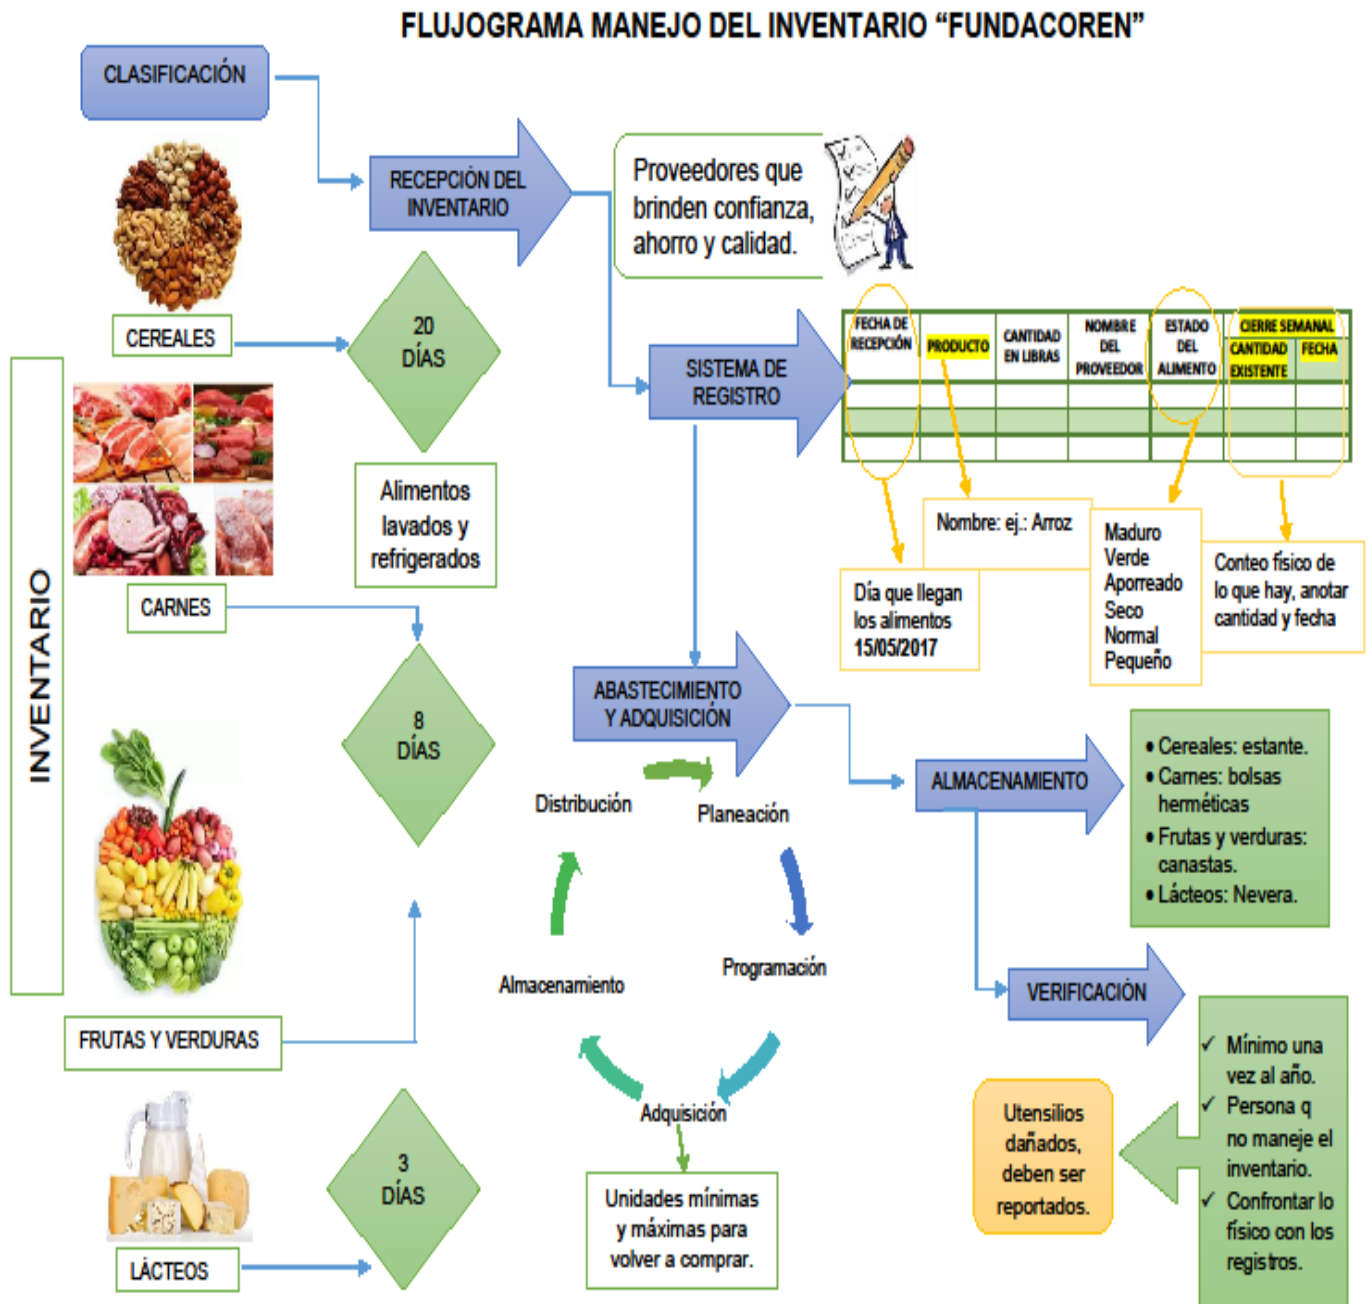 FLUJOGRAMA MANEJO DEL INVENTARIO “FUNDACOREN”
CLASIFICACIÓN
RECEPCIÓN DEL
INVENTARIO
Proveedores que
brinden confianza,
ahorro y calidad.
CEREALES
20
DÍAS
SISTEMA DE
REGISTRO
FECHA DE
RECEPCIÓN
PRODUCTO
CANTIDAD
EN LIBRAS
NOMBRE
DEL
PROVEEDOR
ESTADO
DEL
ALIMENTO
CIERRE SEMANAL
CANTIDAD
EXISTENTE
FECHA
INVENTARIO
Alimentos
lavados y
refrigerados
Nombre: ej.: Arroz
Día que llegan
los alimentos
15/05/2017
Maduro
Verde
Aporreado
Seco
Normal
Pequeño
Conteo físico de
lo que hay, anotar
cantidad y fecha
CARNES
8
DÍAS
ABASTECIMIENTO
Y ADQUISICIÓN
Distribución
Planeación
Programación
Almacenamiento
Adquisición
Unidades mínimas
y máximas para
volver a comprar.
ALMACENAMIENTO
• Cereales: estante.
• Carnes: bolsas
herméticas
• Frutas y verduras:
canastas.
• Lácteos: Nevera.
VERIFICACIÓN
✓ Mínimo una
vez al año.
✓ Persona q
no maneje el
inventario.
✓ Confrontar lo
físico con los
registros.
Utensilios
dañados,
deben ser
reportados.
FRUTAS Y VERDURAS
3
DÍAS
LÁCTEOS